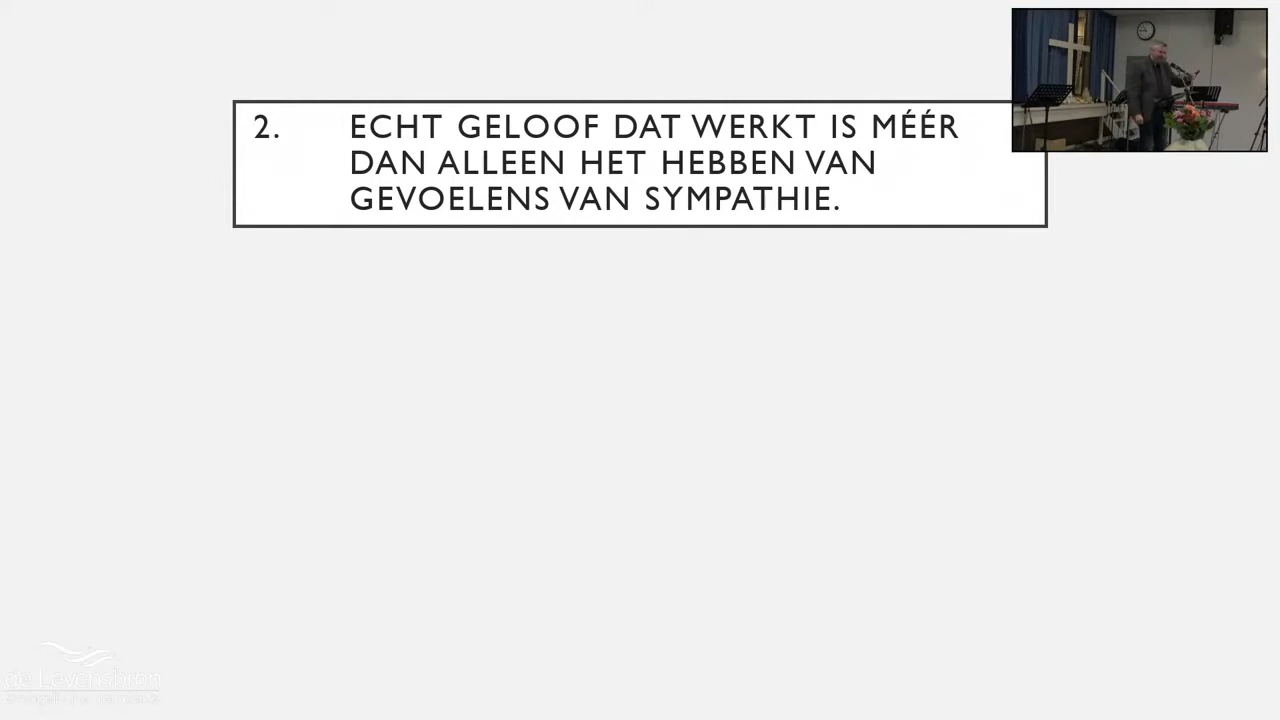 2. ECHT GELOOF DAT WERKT IS MÉÉR
DAN ALLEEN HET HEBBEN VAN
GEVOELENS VAN SYMPATHIE.
de Levensbron